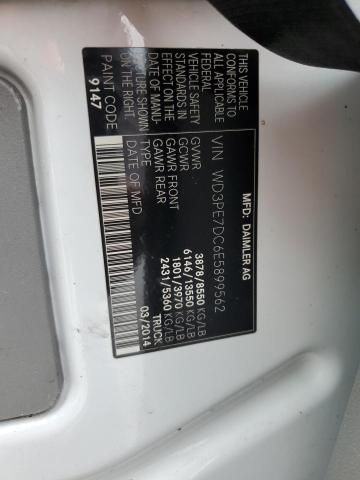 MFD: DAIMLER AG
VIN WD3PE7DC6E5899562
GVWR 3878/8550 KG/LB
GCWR 6146/13550 KG/LB
GAWR FRONT 1801/3970 KG/LB
GAWR REAR 2431/5360 KG/LB
TYPE TRUCK
DATE OF MFD. 03/2014
THIS VEHICLE
COMPLIES WITH ALL APPLICABLE
FEDERAL
VEHICLE SAFETY
STANDARDS IN
EFFECT ON THE
DATE OF MANU-
FACTURE SHOWN
ON THE RIGHT
PAINT CODE
9147